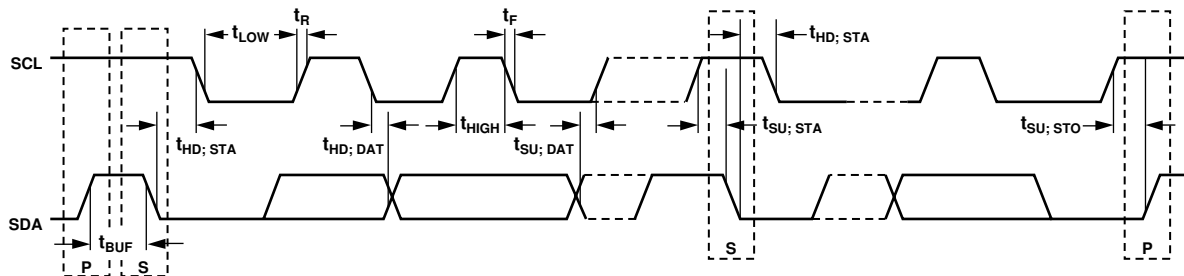 tLOW tR tF tHD; STA
SCL
tHD; STA tHD; DAT tHIGH tSU; DAT tSU; STA tSU; STO
SDA
tBUF
P S S P